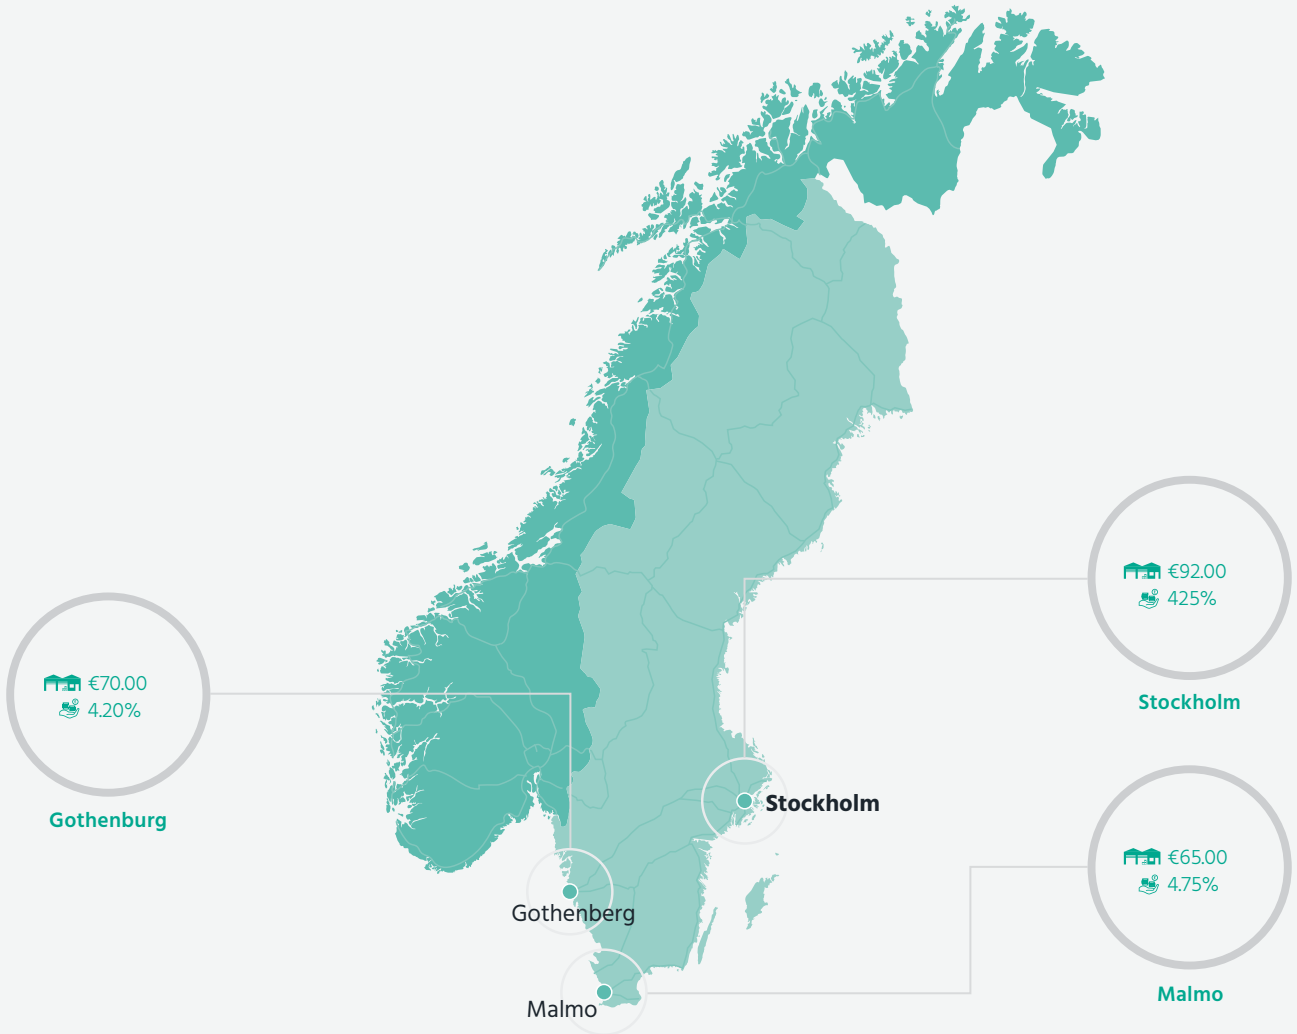 €92.00
425%
Stockholm
€70.00
4.20%
Gothenburg
Stockholm
€65.00
4.75%
Malmo
Gothenberg
Malmo